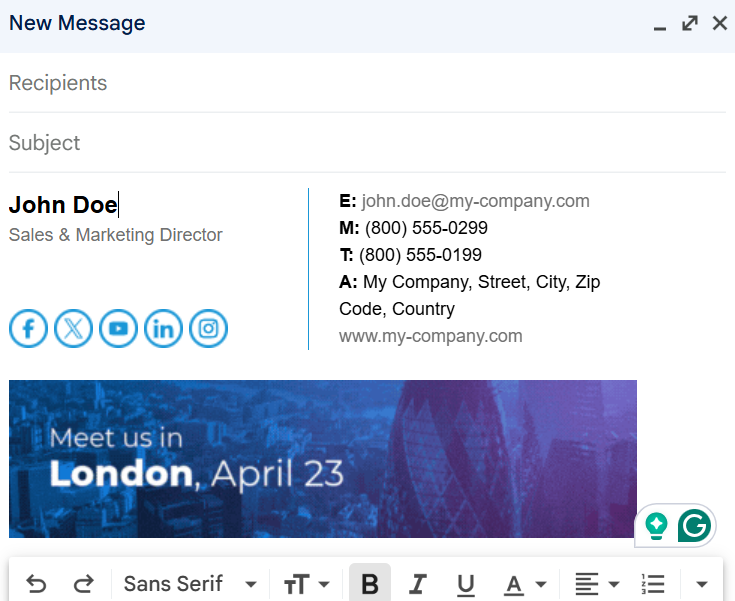 New Message
Recipients
Subject
John Doe
Sales & Marketing Director
E: john.doe@my-company.com
M: (800) 555-0299
T: (800) 555-0199
A: My Company, Street, City, Zip
Code, Country
www.my-company.com
Meet us in
London, April 23
Sans Serif